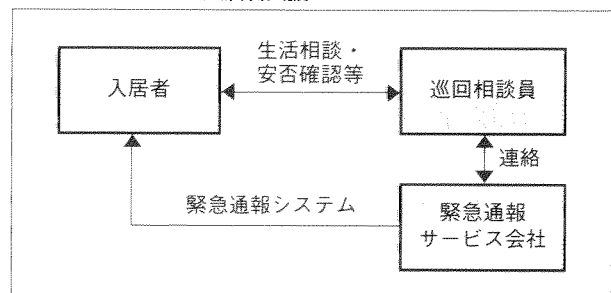 生活相談・
安否確認等
入居者
巡回相談員
連絡
緊急通報システム
緊急通報
サービス会社